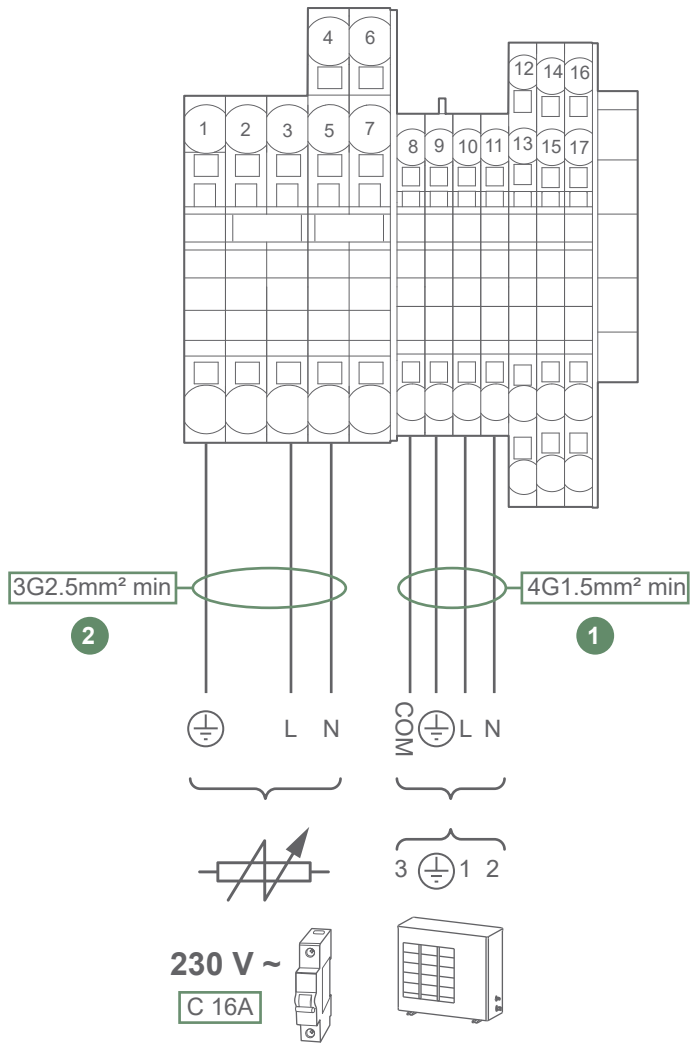 4 6
12 14 16
1 2 3 5 7
8 9 10 11 13 15 17
3G2.5mm² min
4G1.5mm² min
2
1
L N
COM L N
3 1 2
230 V ~
C 16A